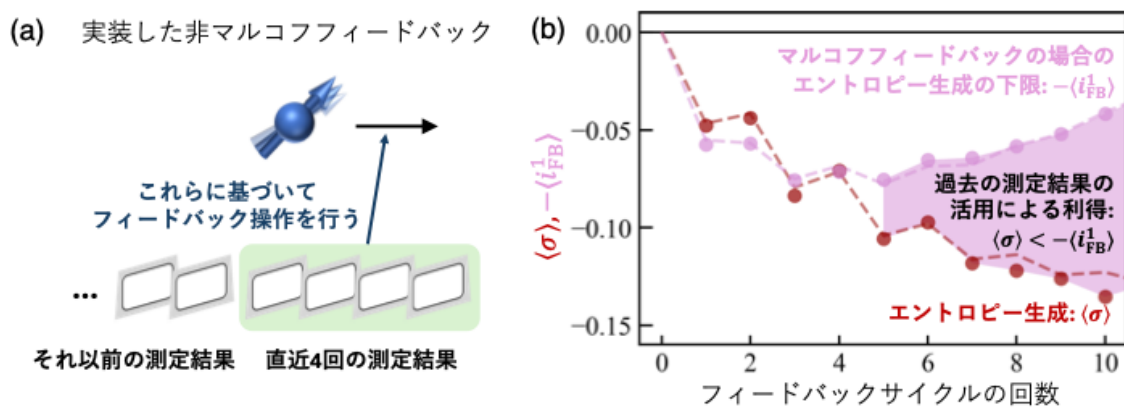 (a) 実装した非マルコフフィードバック
これらに基づいて
フィードバック操作を行う
...
それ以前の測定結果
直近4回の測定結果
(b)
マルコフフィードバックの場合の
エントロピー生成の下限: −⟨i¹_FB⟩
過去の測定結果の
活用による利得:
⟨σ⟩ < −⟨i¹_FB⟩
エントロピー生成: ⟨σ⟩
⟨σ⟩, −⟨i¹_FB⟩
0.00
−0.05
−0.10
−0.15
0 2 4 6 8 10
フィードバックサイクルの回数